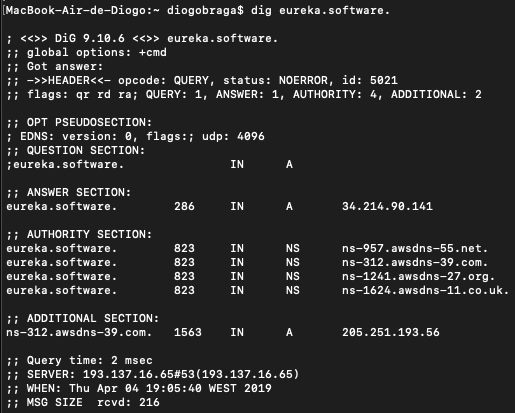 [MacBook-Air-de-Diogo:~ diogobraga$ dig eureka.software.
; <<>> DiG 9.10.6 <<>> eureka.software.
;; global options: +cmd
;; Got answer:
;; ->>HEADER<<- opcode: QUERY, status: NOERROR, id: 5021
;; flags: qr rd ra; QUERY: 1, ANSWER: 1, AUTHORITY: 4, ADDITIONAL: 2
;; OPT PSEUDOSECTION:
; EDNS: version: 0, flags:; udp: 4096
;; QUESTION SECTION:
;eureka.software. IN A
;; ANSWER SECTION:
eureka.software. 286 IN A 34.214.90.141
;; AUTHORITY SECTION:
eureka.software. 823 IN NS ns-957.awsdns-55.net.
eureka.software. 823 IN NS ns-312.awsdns-39.com.
eureka.software. 823 IN NS ns-1241.awsdns-27.org.
eureka.software. 823 IN NS ns-1624.awsdns-11.co.uk.
;; ADDITIONAL SECTION:
ns-312.awsdns-39.com. 1563 IN A 205.251.193.56
;; Query time: 2 msec
;; SERVER: 193.137.16.65#53(193.137.16.65)
;; WHEN: Thu Apr 04 19:05:40 WEST 2019
;; MSG SIZE rcvd: 216